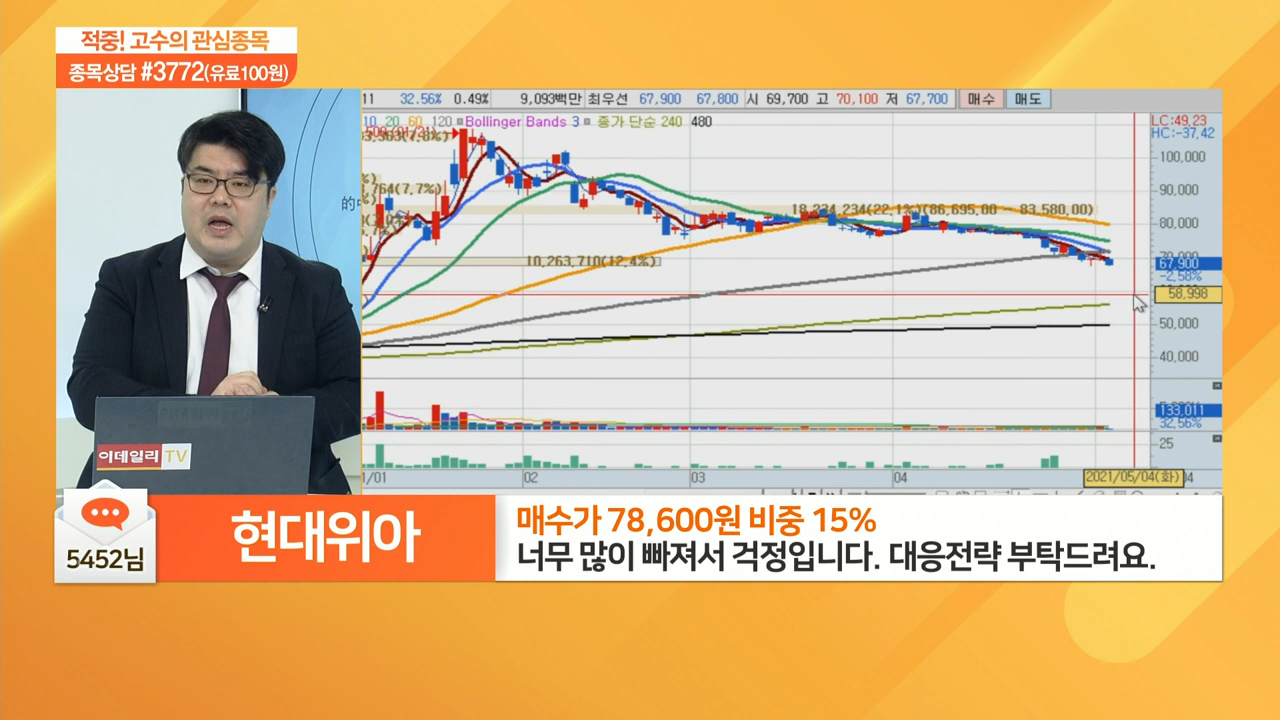 적중! 고수의 관심종목
종목상담 #3772(유료100원)
11 32.56% 0.49% 9,093백만 최우선 67,900 67,800 시 69,700 고 70,100 저 67,700 매수 매도
10 20 60 120 Bollinger Bands 3 종가 단순 240 480
LC:49,23
HC:-37,42
100,000
90,000
80,000
18,234,234(22.1%)(86,695.00 83,580.00)
10,263,710(12.4%)
67,900
-2.58%
58,998
50,000
40,000
133,011
32.56%
25
1/01 02 03 04 2021/05/04(화)
的中
이데일리 TV
5452님
현대위아
매수가 78,600원 비중 15%
너무 많이 빠져서 걱정입니다. 대응전략 부탁드려요.